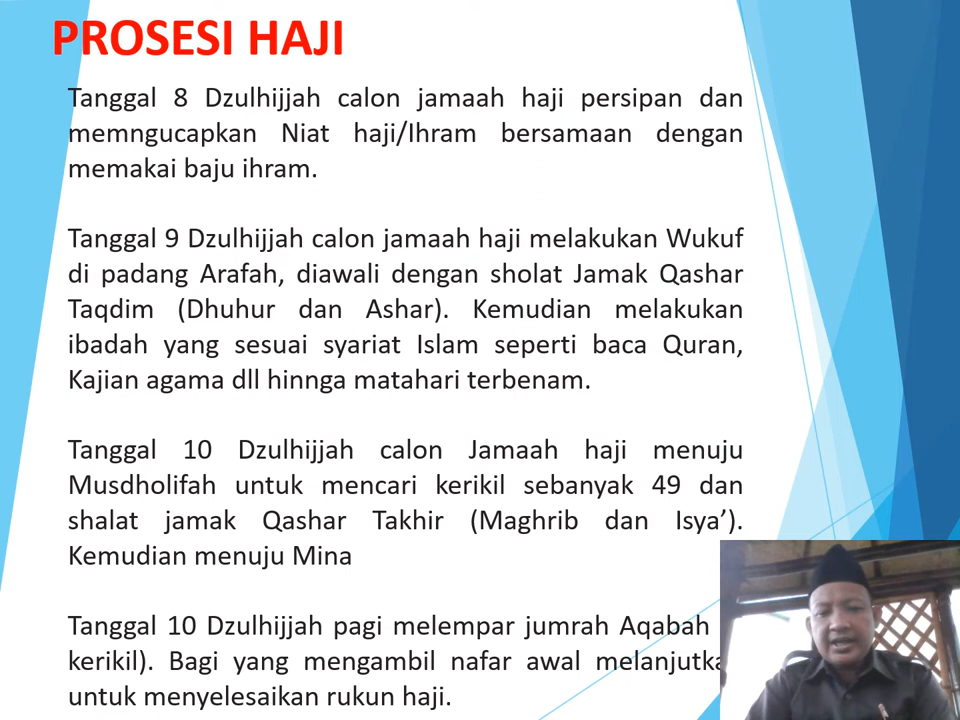 PROSESI HAJI
Tanggal 8 Dzulhijjah calon jamaah haji persipan dan
memngucapkan Niat haji/Ihram bersamaan dengan
memakai baju ihram.
Tanggal 9 Dzulhijjah calon jamaah haji melakukan Wukuf
di padang Arafah, diawali dengan sholat Jamak Qashar
Taqdim (Dhuhur dan Ashar). Kemudian melakukan
ibadah yang sesuai syariat Islam seperti baca Quran,
Kajian agama dll hinnga matahari terbenam.
Tanggal 10 Dzulhijjah calon Jamaah haji menuju
Musdholifah untuk mencari kerikil sebanyak 49 dan
shalat jamak Qashar Takhir (Maghrib dan Isya’).
Kemudian menuju Mina
Tanggal 10 Dzulhijjah pagi melempar jumrah Aqabah
kerikil). Bagi yang mengambil nafar awal
untuk menyelesaikan rukun haji.